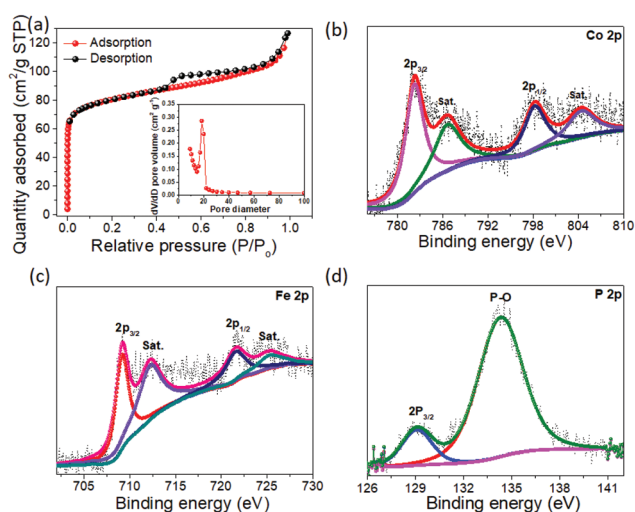 (a)
Adsorption
Desorption
Quantity adsorbed (cm²/g STP)
140
120
100
80
60
40
20
0
0.0 0.2 0.4 0.6 0.8 1.0
Relative pressure (P/Pₒ)
dV/d(D) pore volume (cm² g⁻¹)
0.35
0.30
0.25
0.20
0.15
0.10
0.05
0.00
0 20 40 60 80 100
Pore diameter
(b)
Co 2p
2p3/2
Sat.
2p1/2
Sat.
780 786 792 798 804 810
Binding energy (eV)
(c)
Fe 2p
2p3/2
Sat.
2p1/2
Sat.
705 710 715 720 725 730
Binding energy (eV)
(d)
P 2p
P-O
2P3/2
126 129 132 135 138 141
Binding energy (eV)